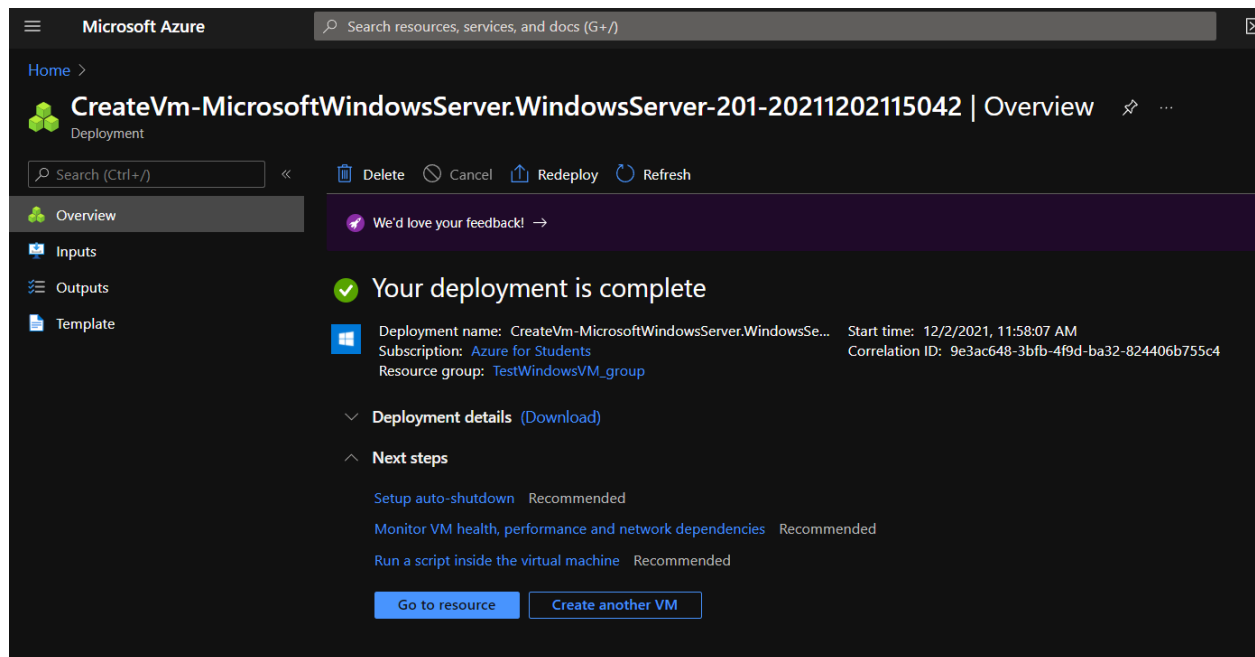 Microsoft Azure
Search resources, services, and docs (G+/)
Home >
CreateVm-MicrosoftWindowsServer.WindowsServer-201-20211202115042 | Overview
Deployment
Search (Ctrl+/)
Overview
Inputs
Outputs
Template
Delete Cancel Redeploy Refresh
We'd love your feedback! →
Your deployment is complete
Deployment name: CreateVm-MicrosoftWindowsServer.WindowsSe...
Subscription: Azure for Students
Resource group: TestWindowsVM_group
Start time: 12/2/2021, 11:58:07 AM
Correlation ID: 9e3ac648-3bfb-4f9d-ba32-824406b755c4
Deployment details (Download)
Next steps
Setup auto-shutdown Recommended
Monitor VM health, performance and network dependencies Recommended
Run a script inside the virtual machine Recommended
Go to resource
Create another VM